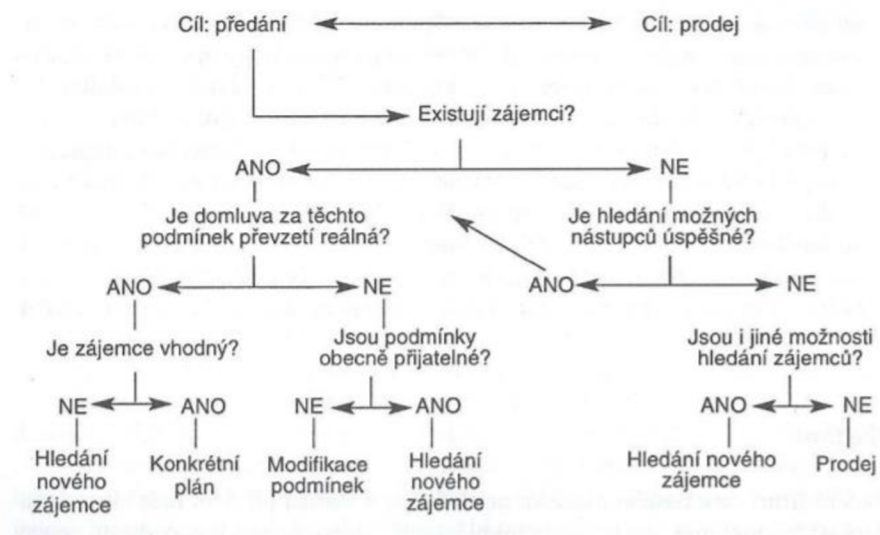 Cíl: předání
Cíl: prodej
Existují zájemci?
ANO
NE
Je domluva za těchto
podmínek převzetí reálná?
Je hledání možných
nástupců úspěšné?
ANO
NE
ANO
NE
Je zájemce vhodný?
Jsou podmínky
obecně přijatelné?
Jsou i jiné možnosti
hledání zájemců?
NE
ANO
NE
ANO
ANO
NE
Hledání
nového
zájemce
Konkrétní
plán
Modifikace
podmínek
Hledání
nového
zájemce
Hledání nového
zájemce
Prodej